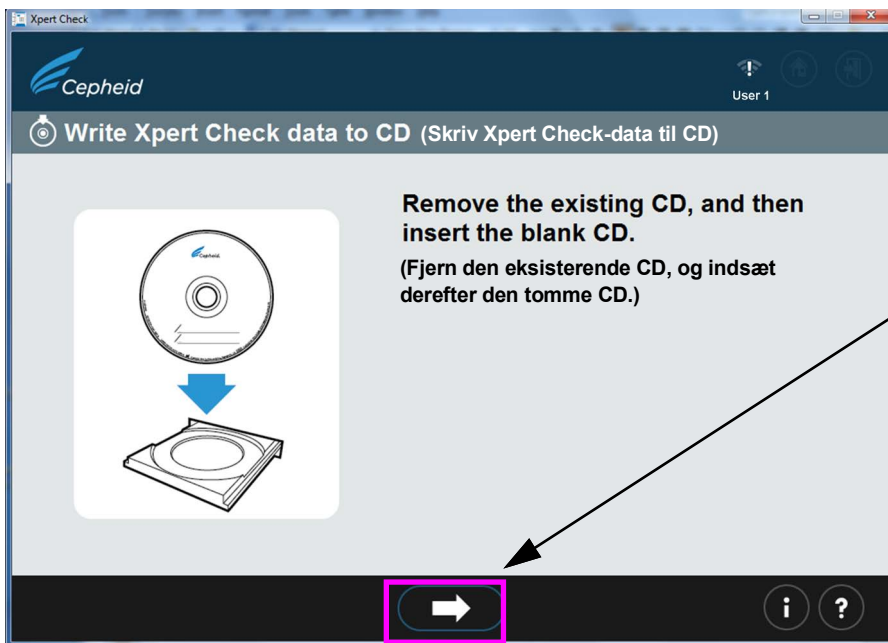 Xpert Check
Cepheid
User 1
Write Xpert Check data to CD (Skriv Xpert Check-data til CD)
Cepheid
Remove the existing CD, and then
insert the blank CD.
(Fjern den eksisterende CD, og indsæt
derefter den tomme CD.)
i ?